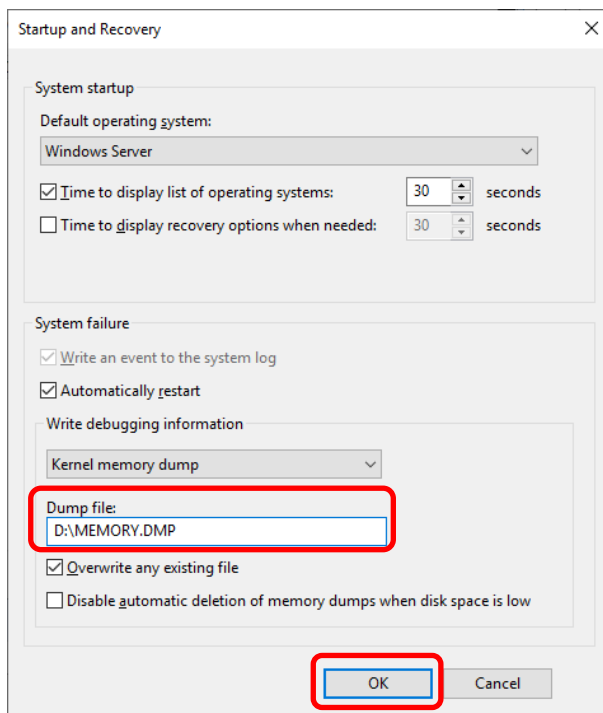 Startup and Recovery
System startup
Default operating system:
Windows Server
Time to display list of operating systems: 30 seconds
Time to display recovery options when needed: 30 seconds
System failure
Write an event to the system log
Automatically restart
Write debugging information
Kernel memory dump
Dump file:
D:\MEMORY.DMP
Overwrite any existing file
Disable automatic deletion of memory dumps when disk space is low
OK Cancel